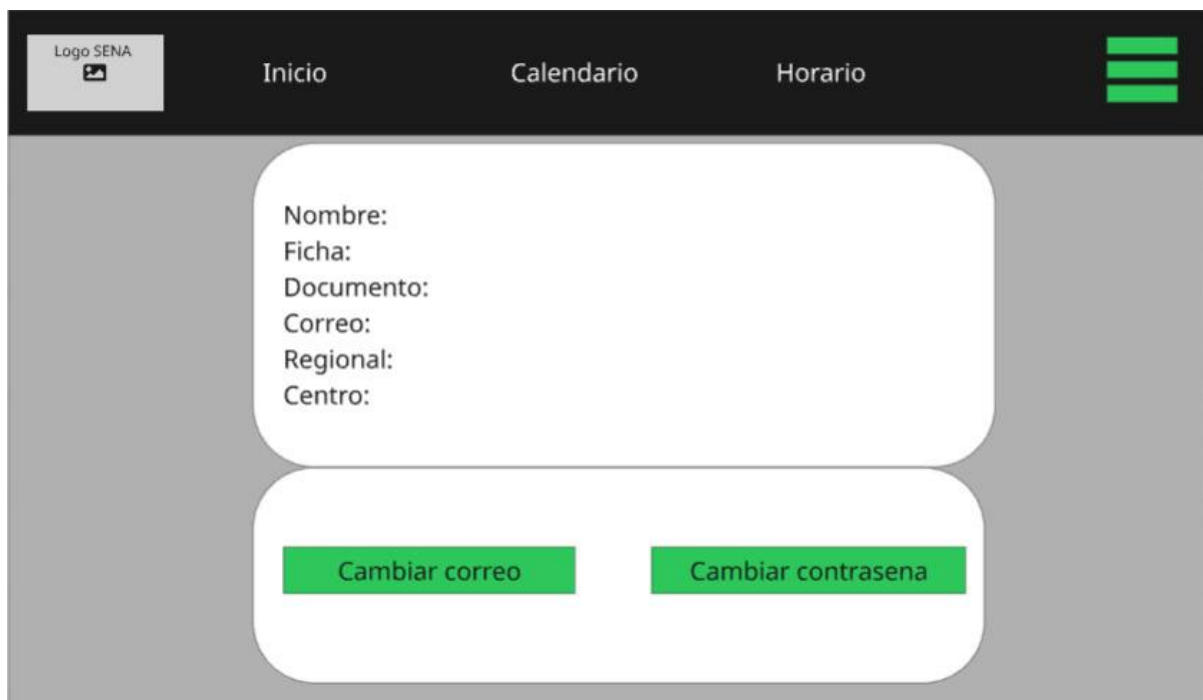 Logo SENA
Inicio Calendario Horario
Nombre:
Ficha:
Documento:
Correo:
Regional:
Centro:
Cambiar correo Cambiar contrasena